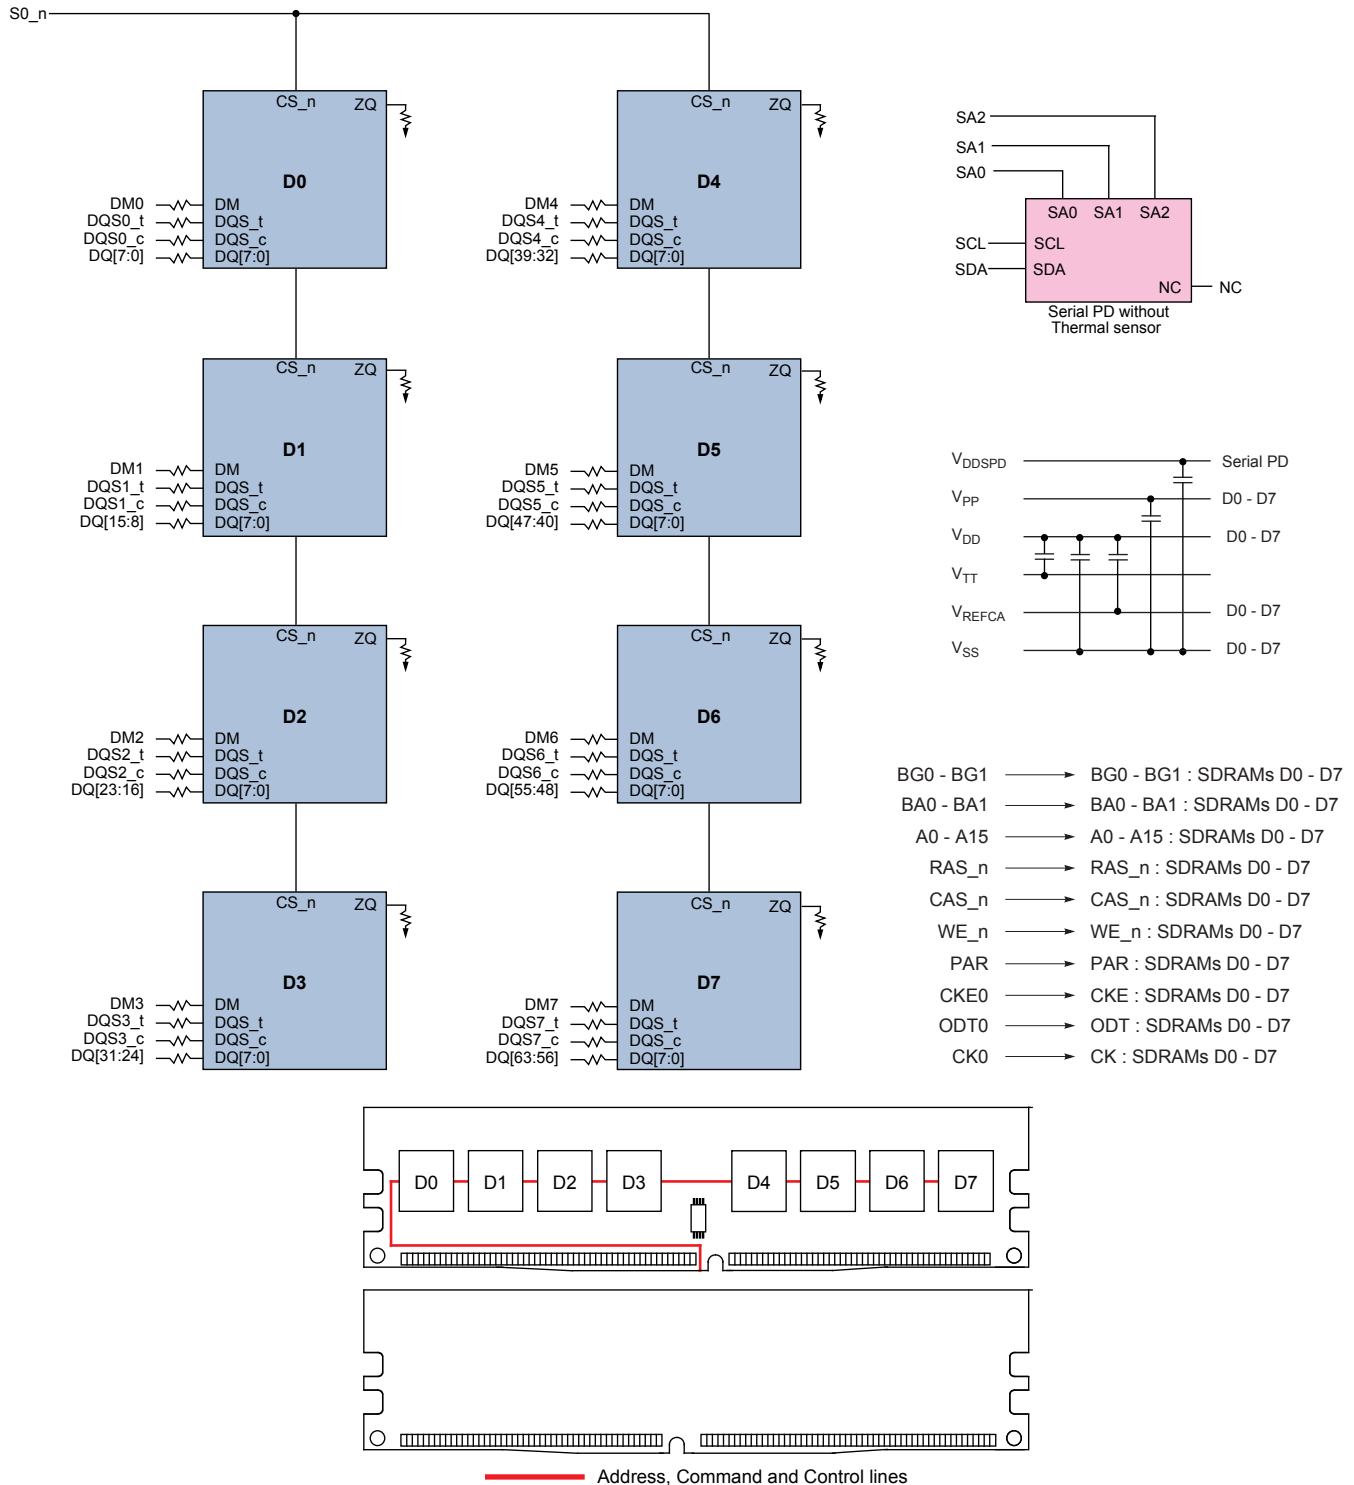 S0_n
CS_n ZQ
D0
DM0 DM
DQS0_t DQS_t
DQS0_c DQS_c
DQ[7:0] DQ[7:0]
CS_n ZQ
D1
DM1 DM
DQS1_t DQS_t
DQS1_c DQS_c
DQ[15:8] DQ[7:0]
CS_n ZQ
D2
DM2 DM
DQS2_t DQS_t
DQS2_c DQS_c
DQ[23:16] DQ[7:0]
CS_n ZQ
D3
DM3 DM
DQS3_t DQS_t
DQS3_c DQS_c
DQ[31:24] DQ[7:0]
CS_n ZQ
D4
DM4 DM
DQS4_t DQS_t
DQS4_c DQS_c
DQ[39:32] DQ[7:0]
CS_n ZQ
D5
DM5 DM
DQS5_t DQS_t
DQS5_c DQS_c
DQ[47:40] DQ[7:0]
CS_n ZQ
D6
DM6 DM
DQS6_t DQS_t
DQS6_c DQS_c
DQ[55:48] DQ[7:0]
CS_n ZQ
D7
DM7 DM
DQS7_t DQS_t
DQS7_c DQS_c
DQ[63:56] DQ[7:0]
SA2
SA1
SA0
SA0 SA1 SA2
SCL SCL
SDA SDA
NC NC
Serial PD without
Thermal sensor
VDDSPD Serial PD
VPP D0 - D7
VDD D0 - D7
VTT
VREFCA D0 - D7
VSS D0 - D7
BG0 - BG1 BG0 - BG1 : SDRAMs D0 - D7
BA0 - BA1 BA0 - BA1 : SDRAMs D0 - D7
A0 - A15 A0 - A15 : SDRAMs D0 - D7
RAS_n RAS_n : SDRAMs D0 - D7
CAS_n CAS_n : SDRAMs D0 - D7
WE_n WE_n : SDRAMs D0 - D7
PAR PAR : SDRAMs D0 - D7
CKE0 CKE : SDRAMs D0 - D7
ODT0 ODT : SDRAMs D0 - D7
CK0 CK : SDRAMs D0 - D7
D0 D1 D2 D3 D4 D5 D6 D7
Address, Command and Control lines